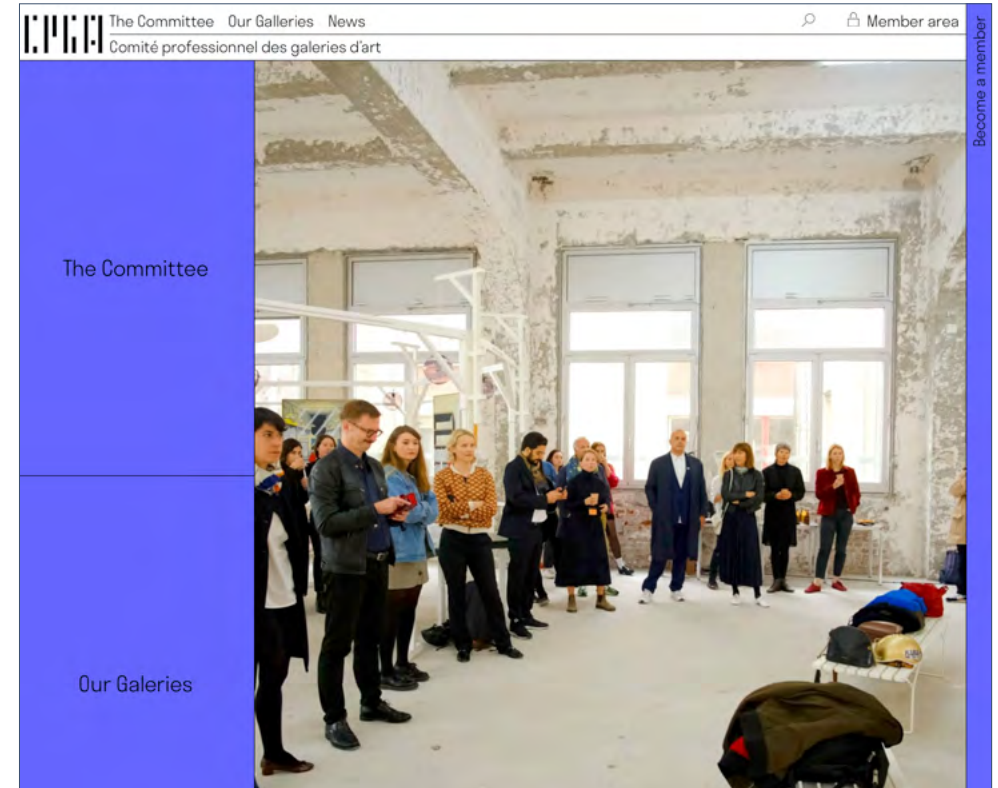 CPGA
The Committee Our Galleries News
Member area
Comité professionnel des galeries d'art
Become a member
The Committee
Our Galeries